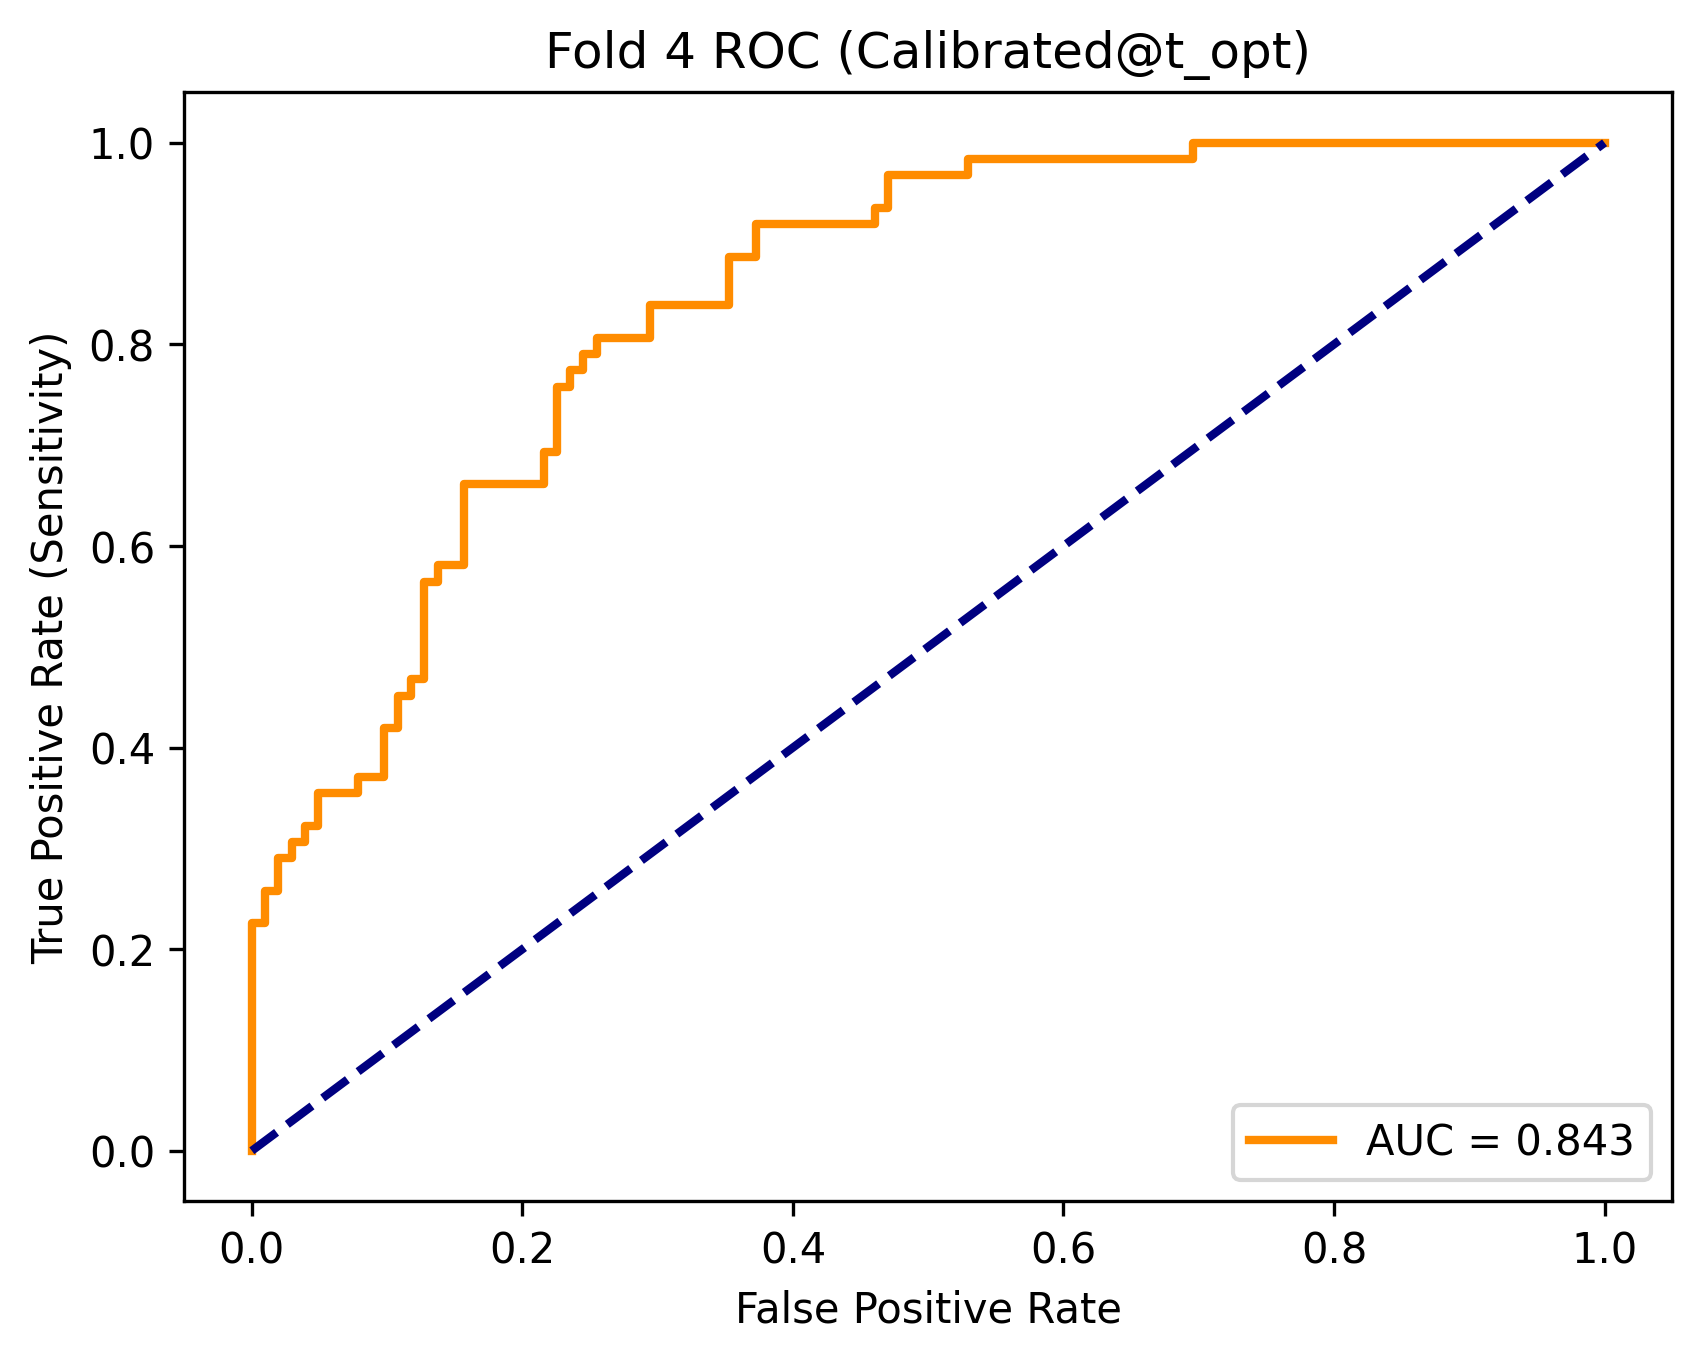 Fold 4 ROC (Calibrated@t_opt)
True Positive Rate (Sensitivity)
1.0
0.8
0.6
0.4
0.2
0.0
AUC = 0.843
0.0 0.2 0.4 0.6 0.8 1.0
False Positive Rate